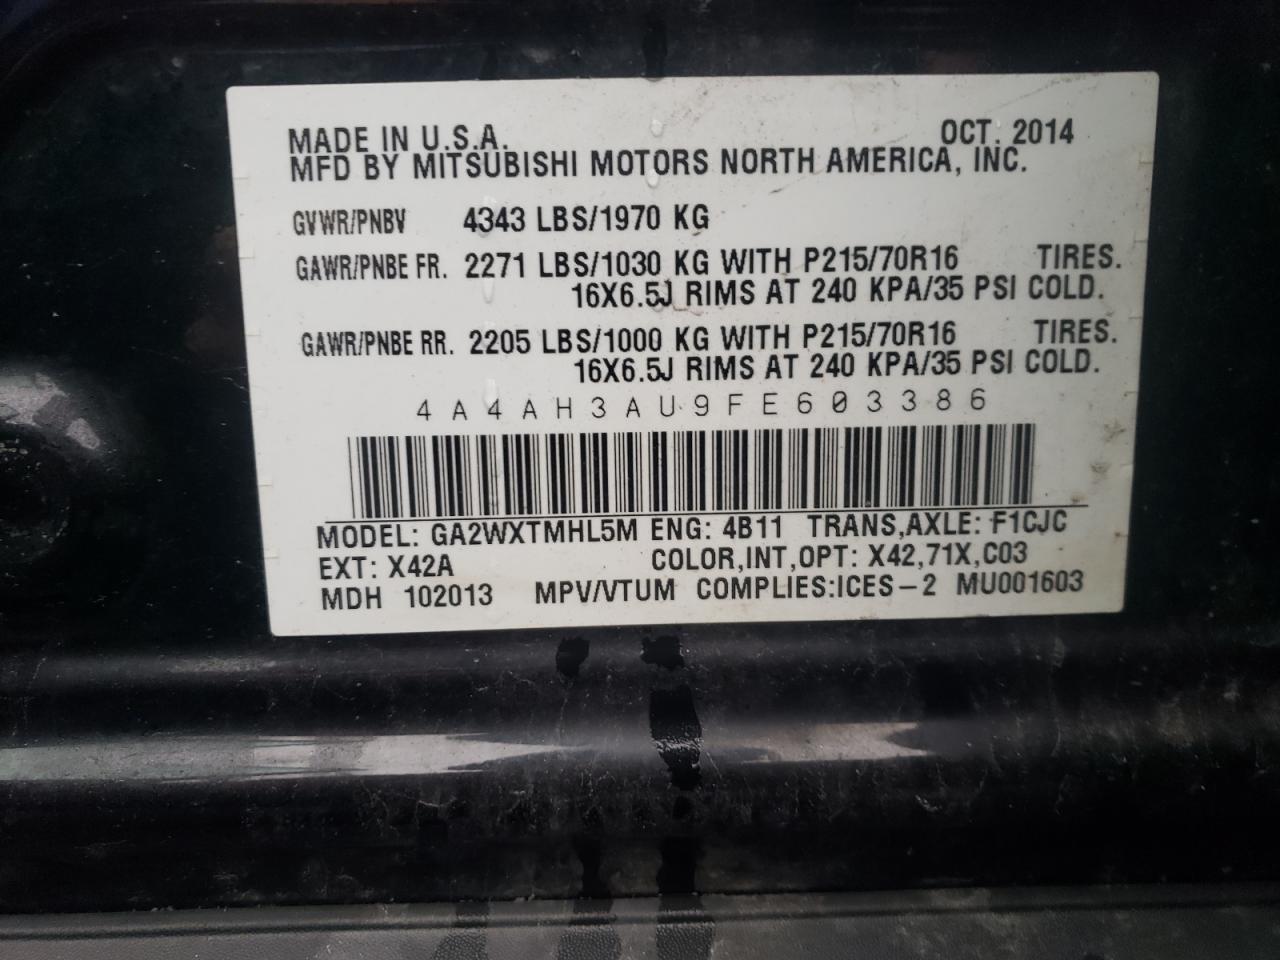 MADE IN U.S.A. OCT. 2014
MFD BY MITSUBISHI MOTORS NORTH AMERICA, INC.
GVWR/PNBV 4343 LBS/1970 KG
GAWR/PNBE FR. 2271 LBS/1030 KG WITH P215/70R16 TIRES.
16X6.5J RIMS AT 240 KPA/35 PSI COLD.
GAWR/PNBE RR. 2205 LBS/1000 KG WITH P215/70R16 TIRES.
16X6.5J RIMS AT 240 KPA/35 PSI COLD.
4A4AH3AU9FE603386
MODEL: GA2WXTMHL5M ENG: 4B11 TRANS,AXLE: F1CJC
EXT: X42A COLOR,INT,OPT: X42,71X,C03
MDH 102013 MPV/VTUM COMPLIES:ICES-2 MU001603